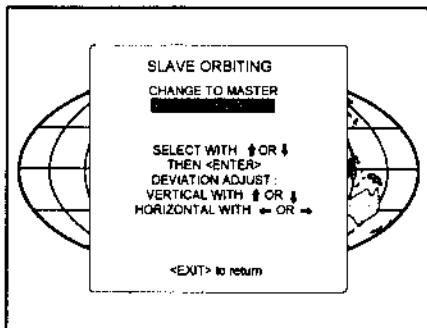 SLAVE ORBITING
CHANGE TO MASTER
SELECT WITH ↑ OR ↓
THEN <ENTER>
DEVIATION ADJUST :
VERTICAL WITH ↑ OR ↓
HORIZONTAL WITH ← OR →
<EXIT> to return